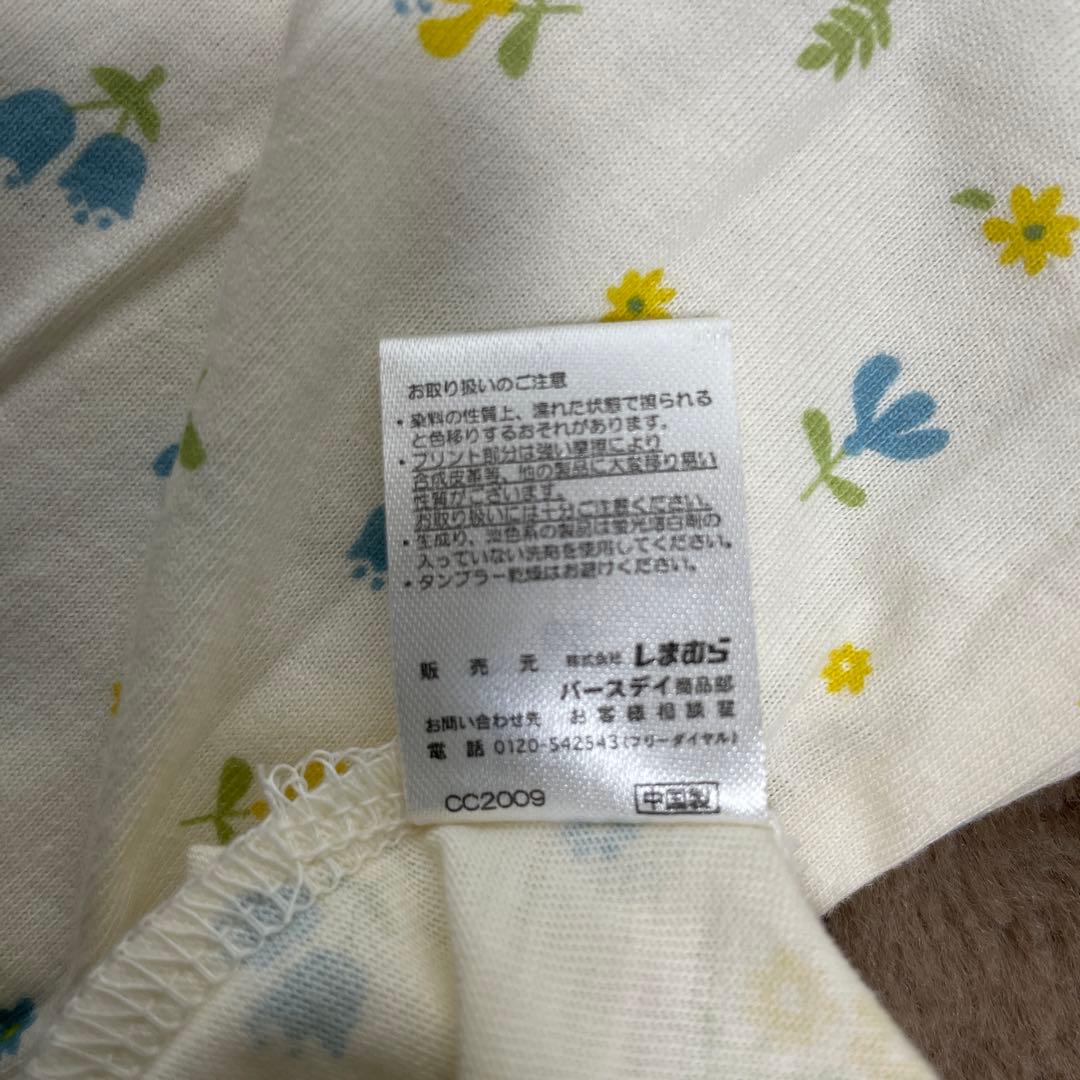 お取り扱いのご注意
・染料の性質上、濡れた状態で擦られる
と色移りするおそれがあります。
・プリント部分は強い摩擦により
合成皮革等、他の製品に大変移り易い
性質がございます。
お取り扱いには十分ご注意ください。
・生成り、淡色系の製品は蛍光増白剤の
入っていない洗剤を使用してください。
・タンブラー乾燥はお避けください。
販売元 株式会社 しまむら
バースデイ商品部
お問い合わせ先 お客様相談室
電話 0120-542543(フリーダイヤル)
CC2009 中国製